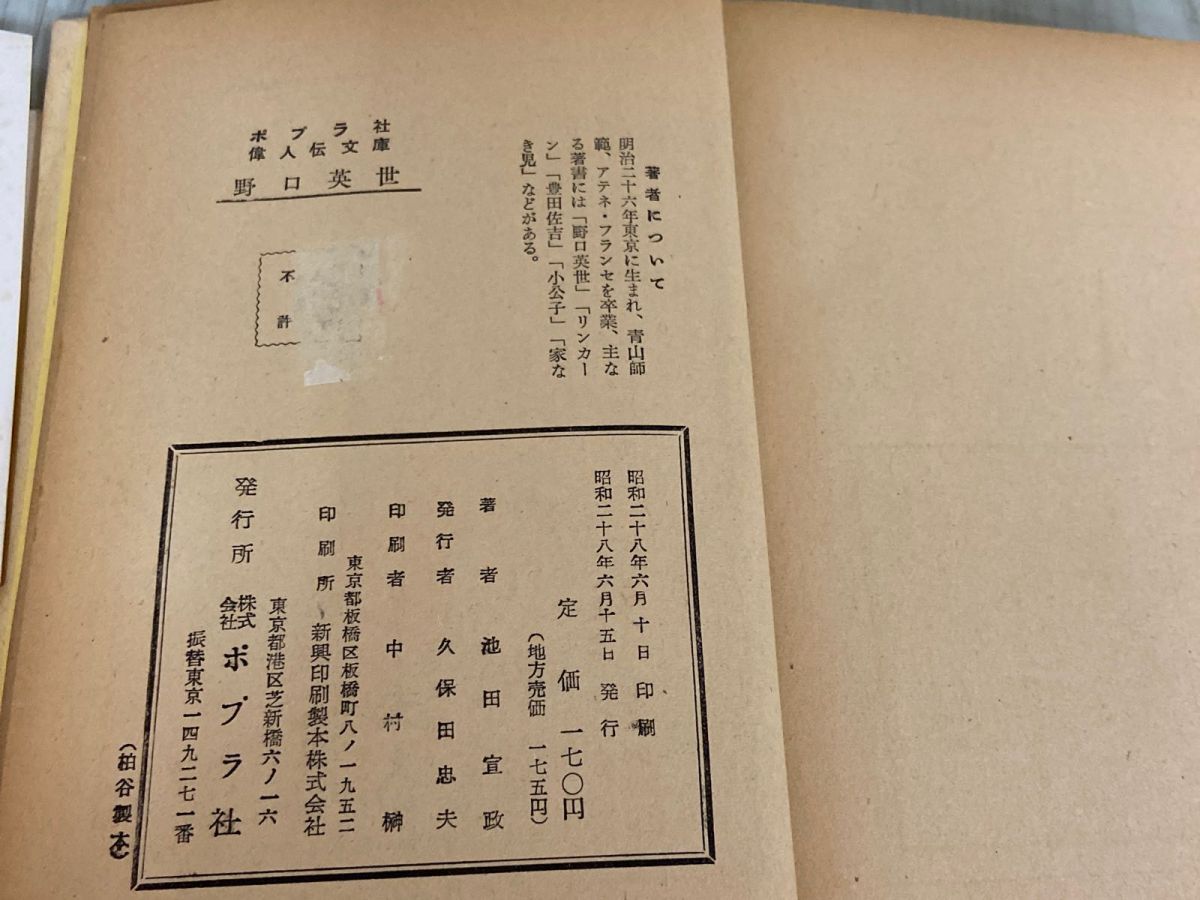 著者について
明治二十六年東京に生まれ、青山師
範、アテネ・フランセを卒業、主な
る著書には「野口英世」「リンカー
ン」「豊田佐吉」「小公子」「家な
き児」などがある。
ポプラ社
偉人伝文庫
野口英世
不許
昭和二十八年六月十日印刷
昭和二十八年六月十五日発行
定価一七〇円
（地方売価 一七五円）
著者 池田宣政
発行者 久保田忠夫
印刷者 中村榊
東京都板橋区板橋町八ノ一九五二
印刷所 新興印刷製本株式会社
東京都港区芝新橋六ノ一六
発行所 株式会社 ポプラ社
振替東京一四九二七一番
（柏谷製本）